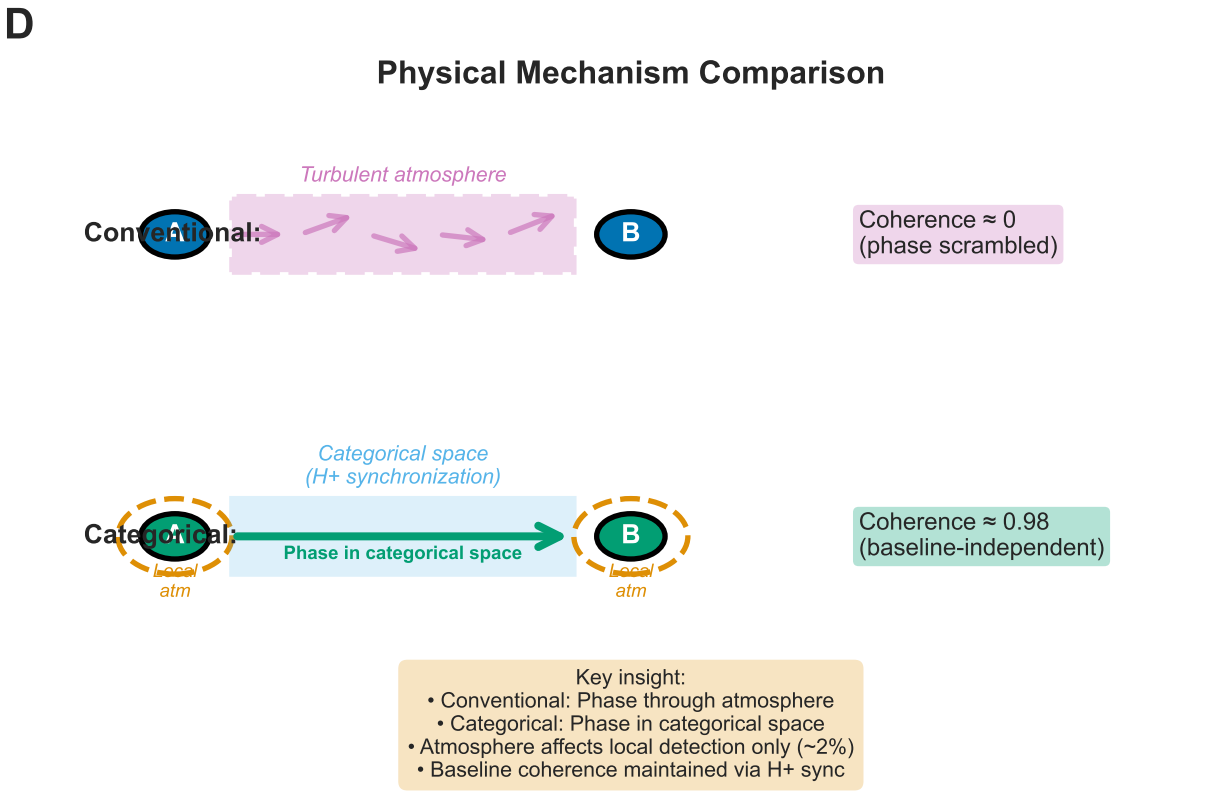 D
Physical Mechanism Comparison
Turbulent atmosphere
Conventional:
A
B
Coherence ≈ 0
(phase scrambled)
Categorical space
(H+ synchronization)
Categorical:
A
B
Phase in categorical space
Local
atm
Local
atm
Coherence ≈ 0.98
(baseline-independent)
Key insight:
• Conventional: Phase through atmosphere
• Categorical: Phase in categorical space
• Atmosphere affects local detection only (~2%)
• Baseline coherence maintained via H+ sync